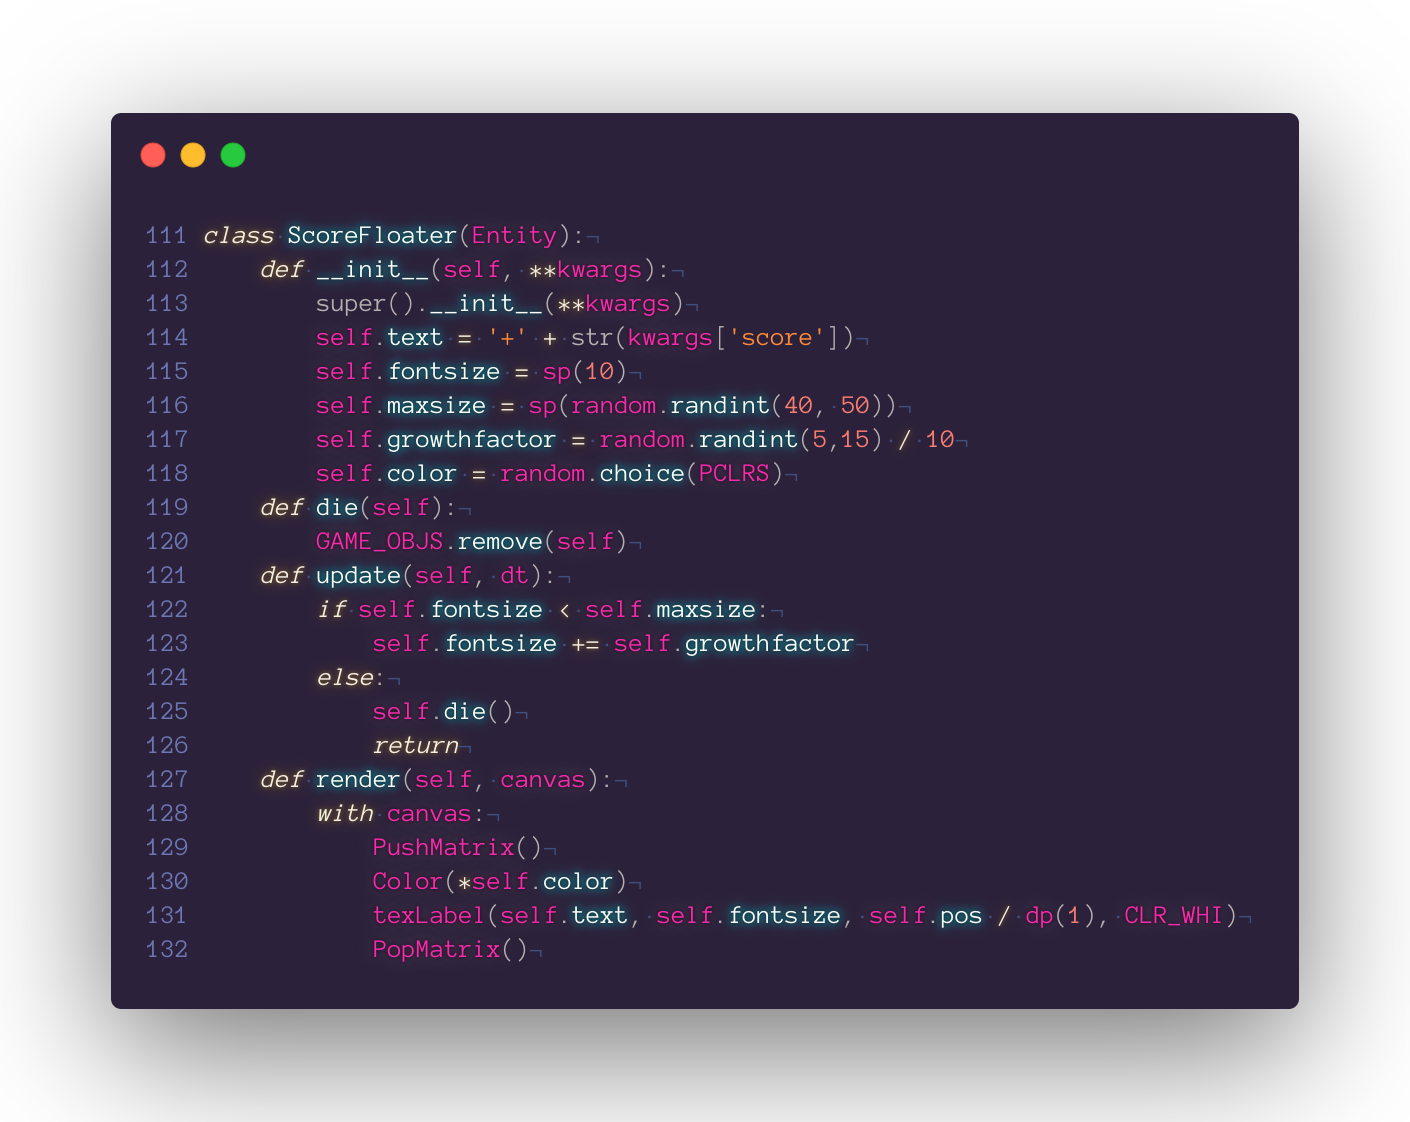 111 class ScoreFloater(Entity):¬
112     def __init__(self, **kwargs):¬
113         super().__init__(**kwargs)¬
114         self.text = '+' + str(kwargs['score'])¬
115         self.fontsize = sp(10)¬
116         self.maxsize = sp(random.randint(40, 50))¬
117         self.growthfactor = random.randint(5,15) / 10¬
118         self.color = random.choice(PCLRS)¬
119     def die(self):¬
120         GAME_OBJS.remove(self)¬
121     def update(self, dt):¬
122         if self.fontsize < self.maxsize:¬
123             self.fontsize += self.growthfactor¬
124         else:¬
125             self.die()¬
126             return¬
127     def render(self, canvas):¬
128         with canvas:¬
129             PushMatrix()¬
130             Color(*self.color)¬
131             texLabel(self.text, self.fontsize, self.pos / dp(1), CLR_WHI)¬
132             PopMatrix()¬